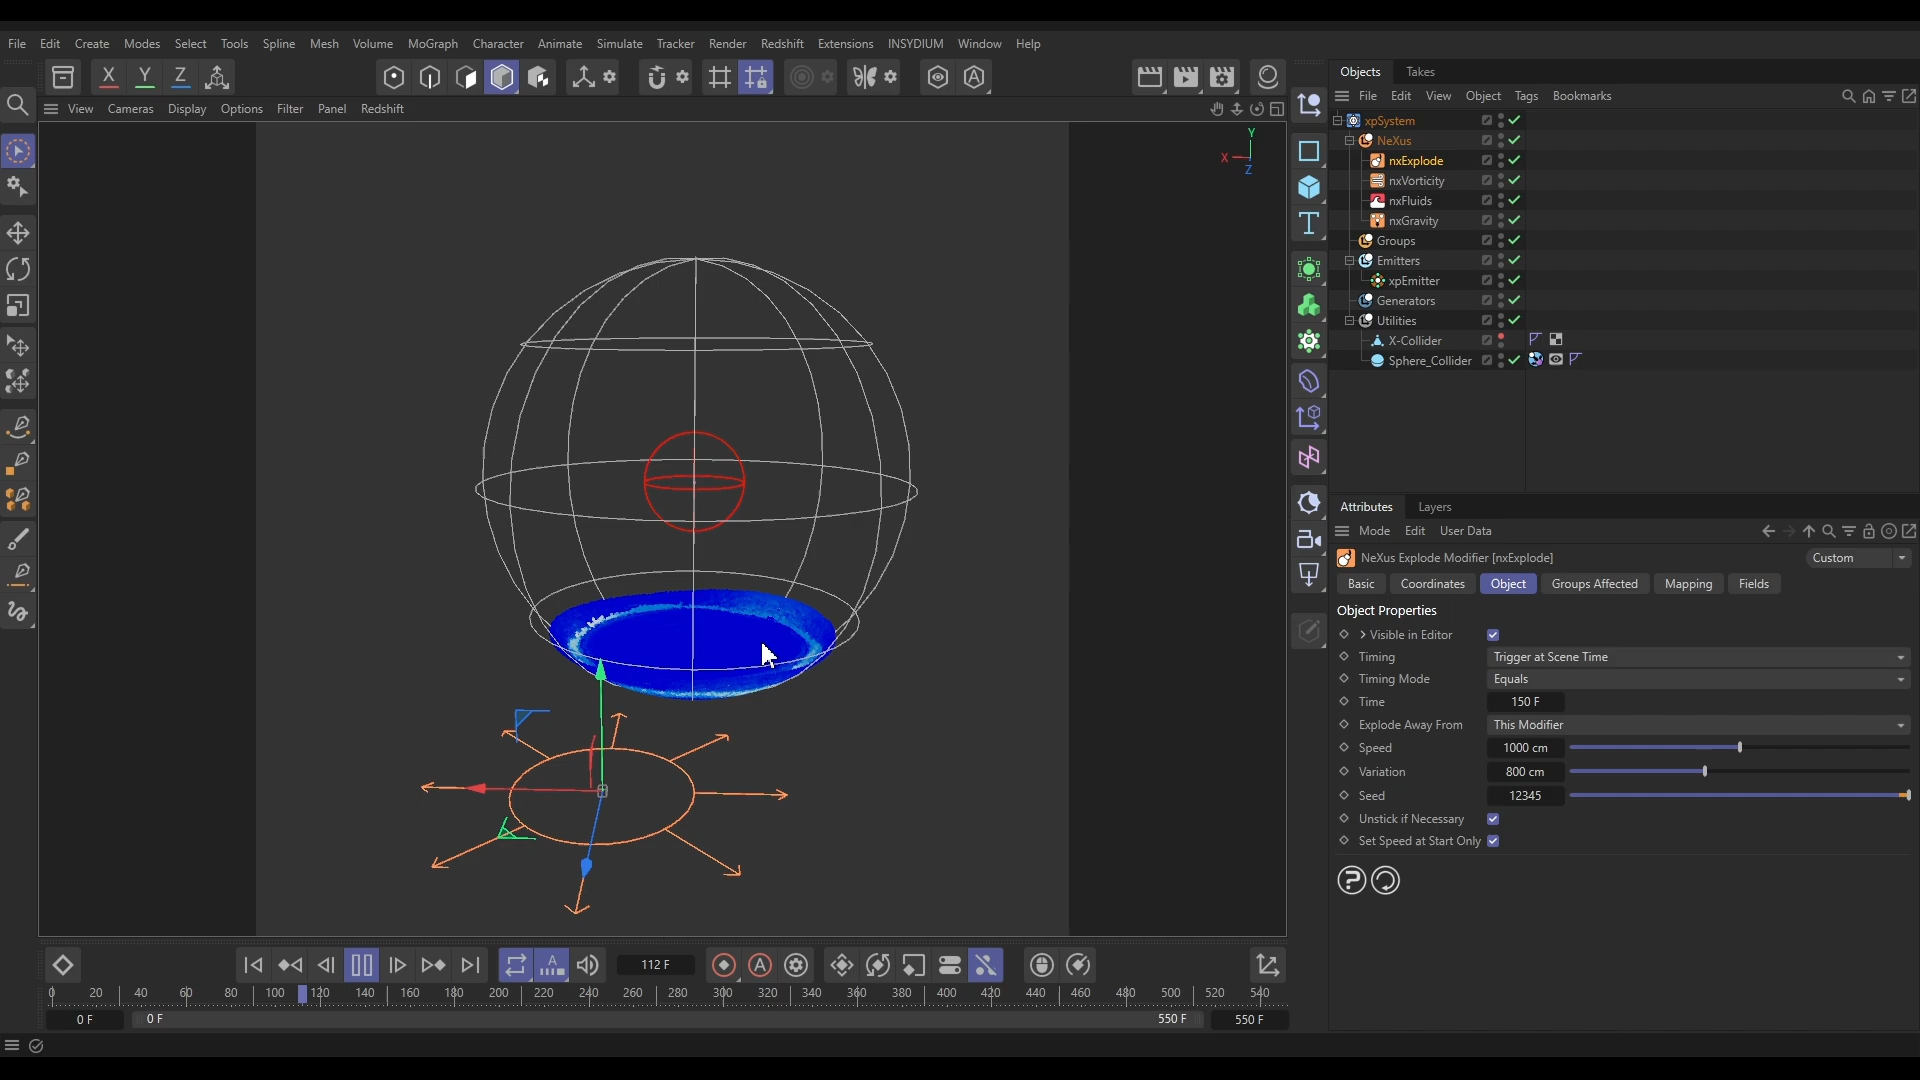 File Edit Create Modes Select Tools Spline Mesh Volume MoGraph Character Animate Simulate Tracker Render Redshift Extensions INSYDIUM Window Help
X Y Z
View Cameras Display Options Filter Panel Redshift
Y
X
Z
Objects Takes
File Edit View Object Tags Bookmarks
xpSystem
NeXus
nxExplode
nxVorticity
nxFluids
nxGravity
Groups
Emitters
xpEmitter
Generators
Utilities
X-Collider
Sphere_Collider
Attributes Layers
Mode Edit User Data
NeXus Explode Modifier [nxExplode] Custom
Basic Coordinates Object Groups Affected Mapping Fields
Object Properties
> Visible in Editor
Timing Trigger at Scene Time
Timing Mode Equals
Time 150 F
Explode Away From This Modifier
Speed 1000 cm
Variation 800 cm
Seed 12345
Unstick if Necessary
Set Speed at Start Only
112 F
0 20 40 60 80 100 120 140 160 180 200 220 240 260 280 300 320 340 360 380 400 420 440 460 480 500 520 540
0 F 0 F 550 F 550 F